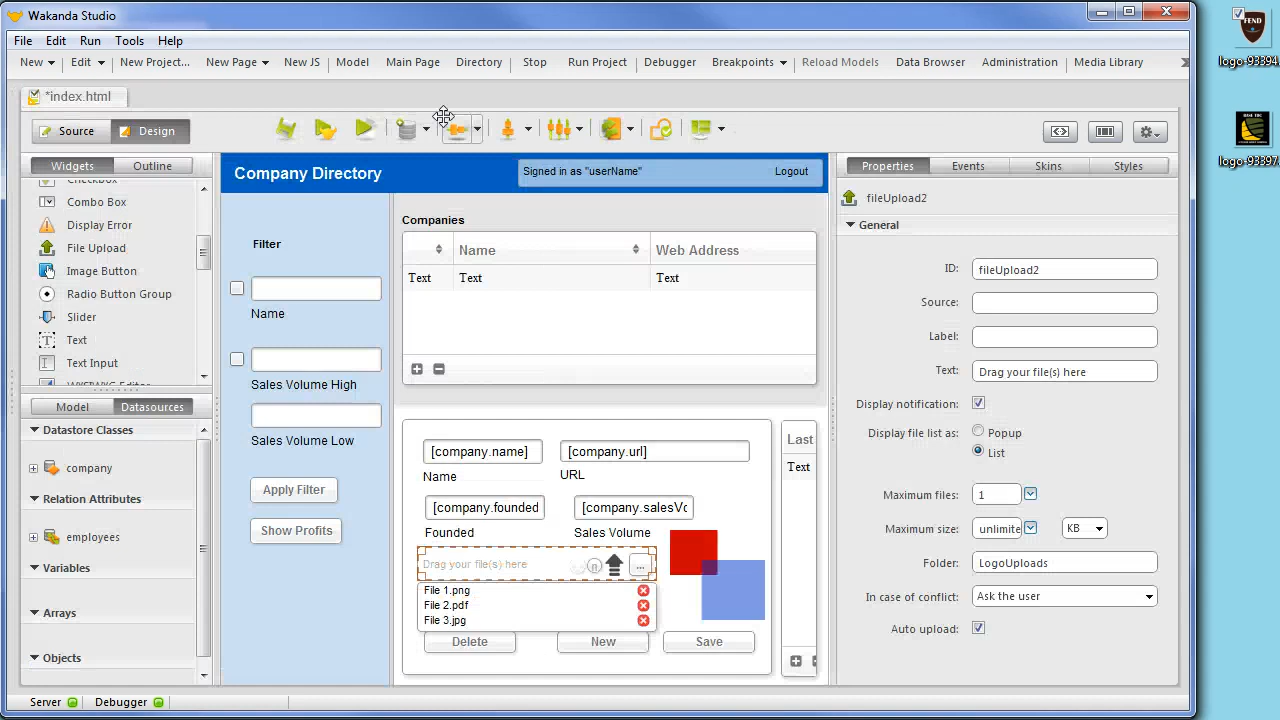 Wakanda Studio
File Edit Run Tools Help
New Edit New Project... New Page New JS Model Main Page Directory Stop Run Project Debugger Breakpoints Reload Models Data Browser Administration Media Library
*index.html
Source Design
Widgets Outline
Combo Box
Display Error
File Upload
Image Button
Radio Button Group
Slider
Text
Text Input
Model Datasources
Datastore Classes
company
Relation Attributes
employees
Variables
Arrays
Objects
Company Directory
Signed in as "userName" Logout
Filter
Name
Sales Volume High
Sales Volume Low
Apply Filter
Show Profits
Companies
Name Web Address
Text Text Text
[company.name] [company.url]
Name URL
[company.founded [company.salesVo
Founded Sales Volume
Drag your file(s) here n ...
File 1.png
File 2.pdf
File 3.jpg
Delete New Save
Last
Text
Properties Events Skins Styles
fileUpload2
General
ID: fileUpload2
Source:
Label:
Text: Drag your file(s) here
Display notification:
Display file list as: Popup
List
Maximum files: 1
Maximum size: unlimite KB
Folder: LogoUploads
In case of conflict: Ask the user
Auto upload:
Server Debugger
FEND
logo-93394.
logo-93397.